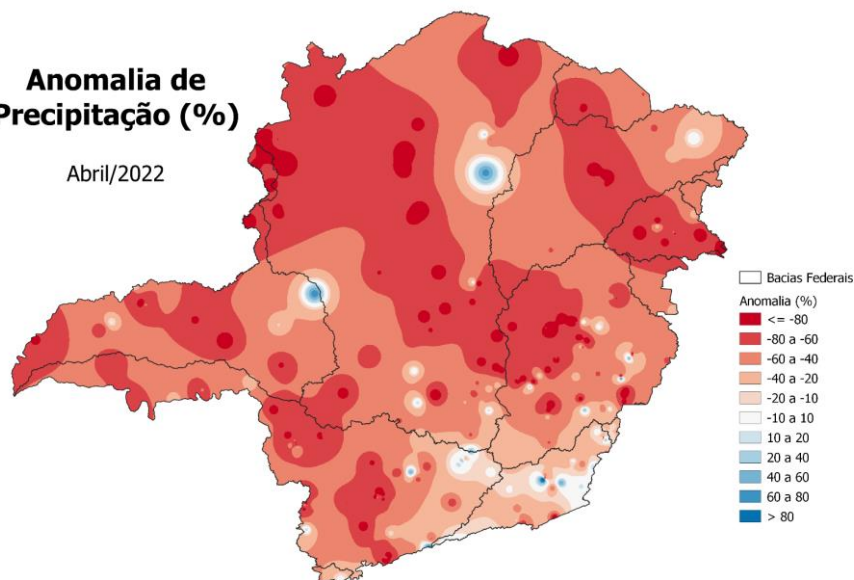 Anomalia de
Precipitação (%)
Abril/2022
Bacias Federais
Anomalia (%)
<= -80
-80 a -60
-60 a -40
-40 a -20
-20 a -10
-10 a 10
10 a 20
20 a 40
40 a 60
60 a 80
> 80